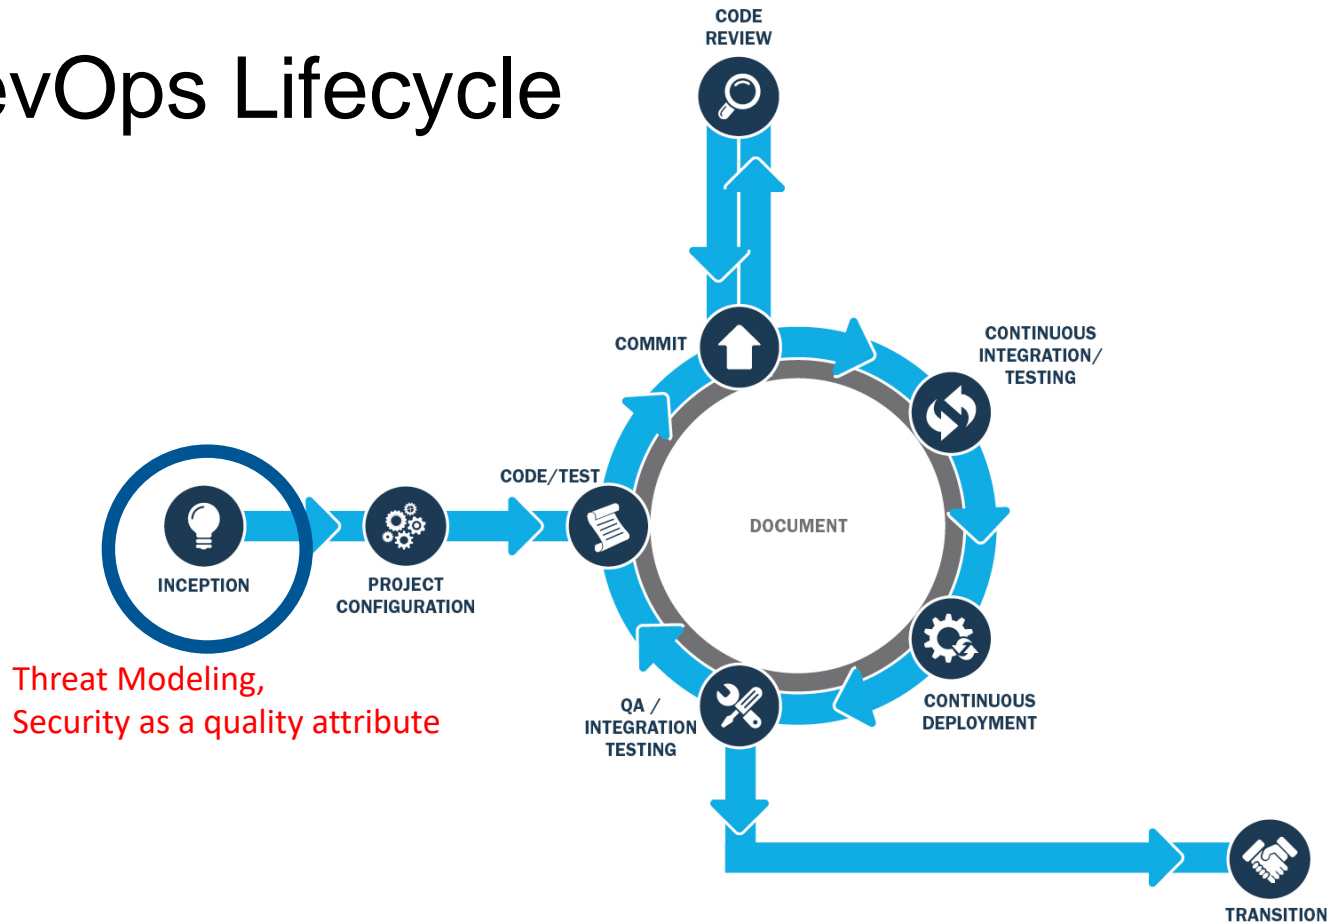 evOps Lifecycle
CODE
REVIEW
COMMIT
CONTINUOUS
INTEGRATION/
TESTING
CODE/TEST
DOCUMENT
INCEPTION
PROJECT
CONFIGURATION
Threat Modeling,
Security as a quality attribute
QA /
INTEGRATION
TESTING
CONTINUOUS
DEPLOYMENT
TRANSITION